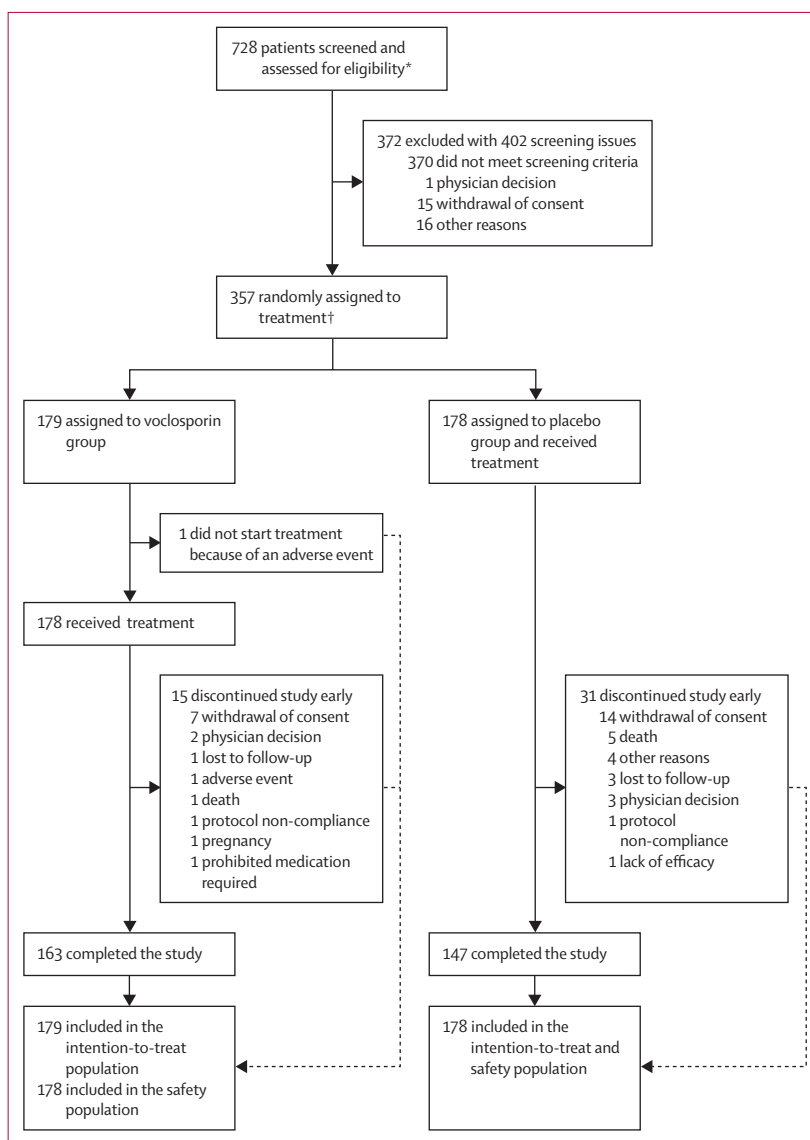 728 patients screened and
assessed for eligibility*
372 excluded with 402 screening issues
370 did not meet screening criteria
1 physician decision
15 withdrawal of consent
16 other reasons
357 randomly assigned to
treatment†
179 assigned to voclosporin
group
178 assigned to placebo
group and received
treatment
1 did not start treatment
because of an adverse event
178 received treatment
15 discontinued study early
7 withdrawal of consent
2 physician decision
1 lost to follow-up
1 adverse event
1 death
1 protocol non-compliance
1 pregnancy
1 prohibited medication
required
31 discontinued study early
14 withdrawal of consent
5 death
4 other reasons
3 lost to follow-up
3 physician decision
1 protocol
non-compliance
1 lack of efficacy
163 completed the study
147 completed the study
179 included in the
intention-to-treat
population
178 included in the safety
population
178 included in the
intention-to-treat and
safety population